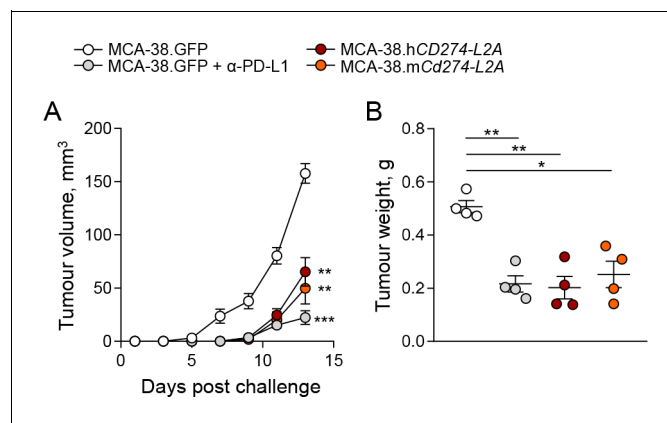 MCA-38.GFP
MCA-38.hCD274-L2A
MCA-38.GFP + α-PD-L1
MCA-38.mCd274-L2A
A
B
Tumour volume, mm³
200
150
100
50
0
0
5
10
15
Days post challenge
**
**
***
Tumour weight, g
0.8
0.6
0.4
0.2
0.0
**
**
*